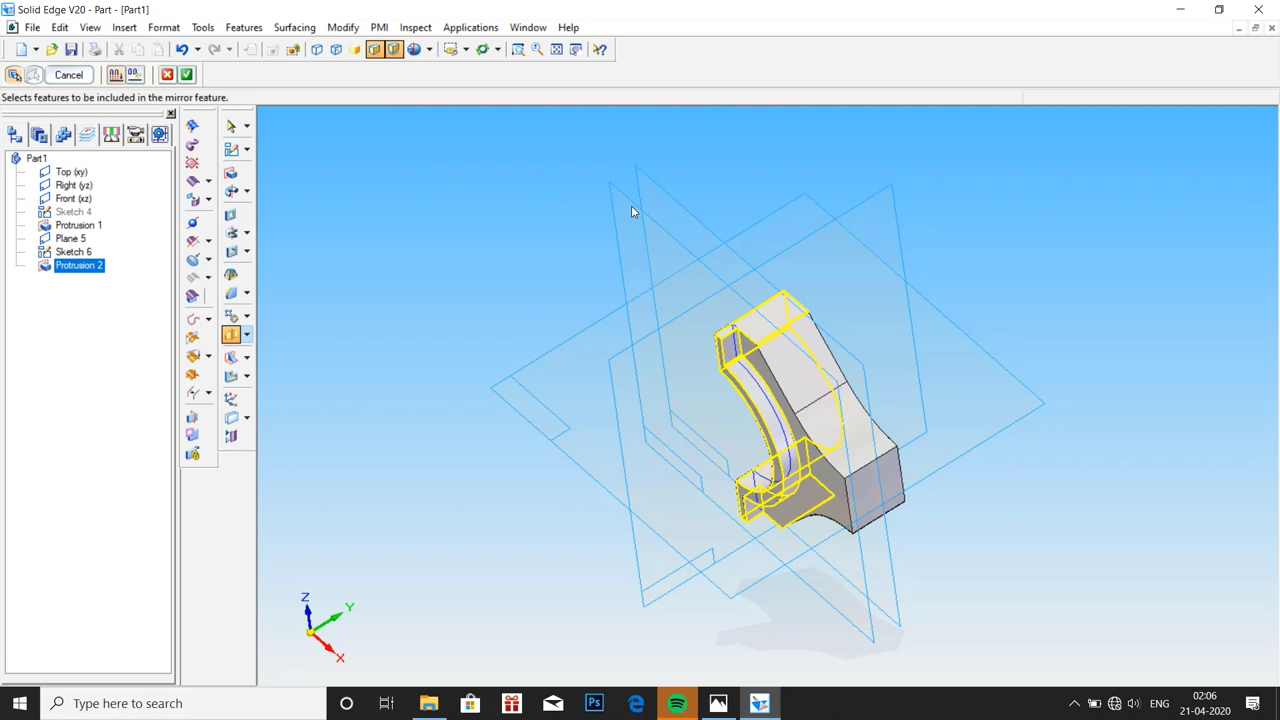 Solid Edge V20 - Part - [Part1]
File Edit View Insert Format Tools Features Surfacing Modify PMI Inspect Applications Window Help
Cancel
Selects features to be included in the mirror feature.
Part1
Top (xy)
Right (yz)
Front (xz)
Sketch 4
Protrusion 1
Plane 5
Sketch 6
Protrusion 2
Z
Y
X
Type here to search
Ps
ENG
02:06
21-04-2020